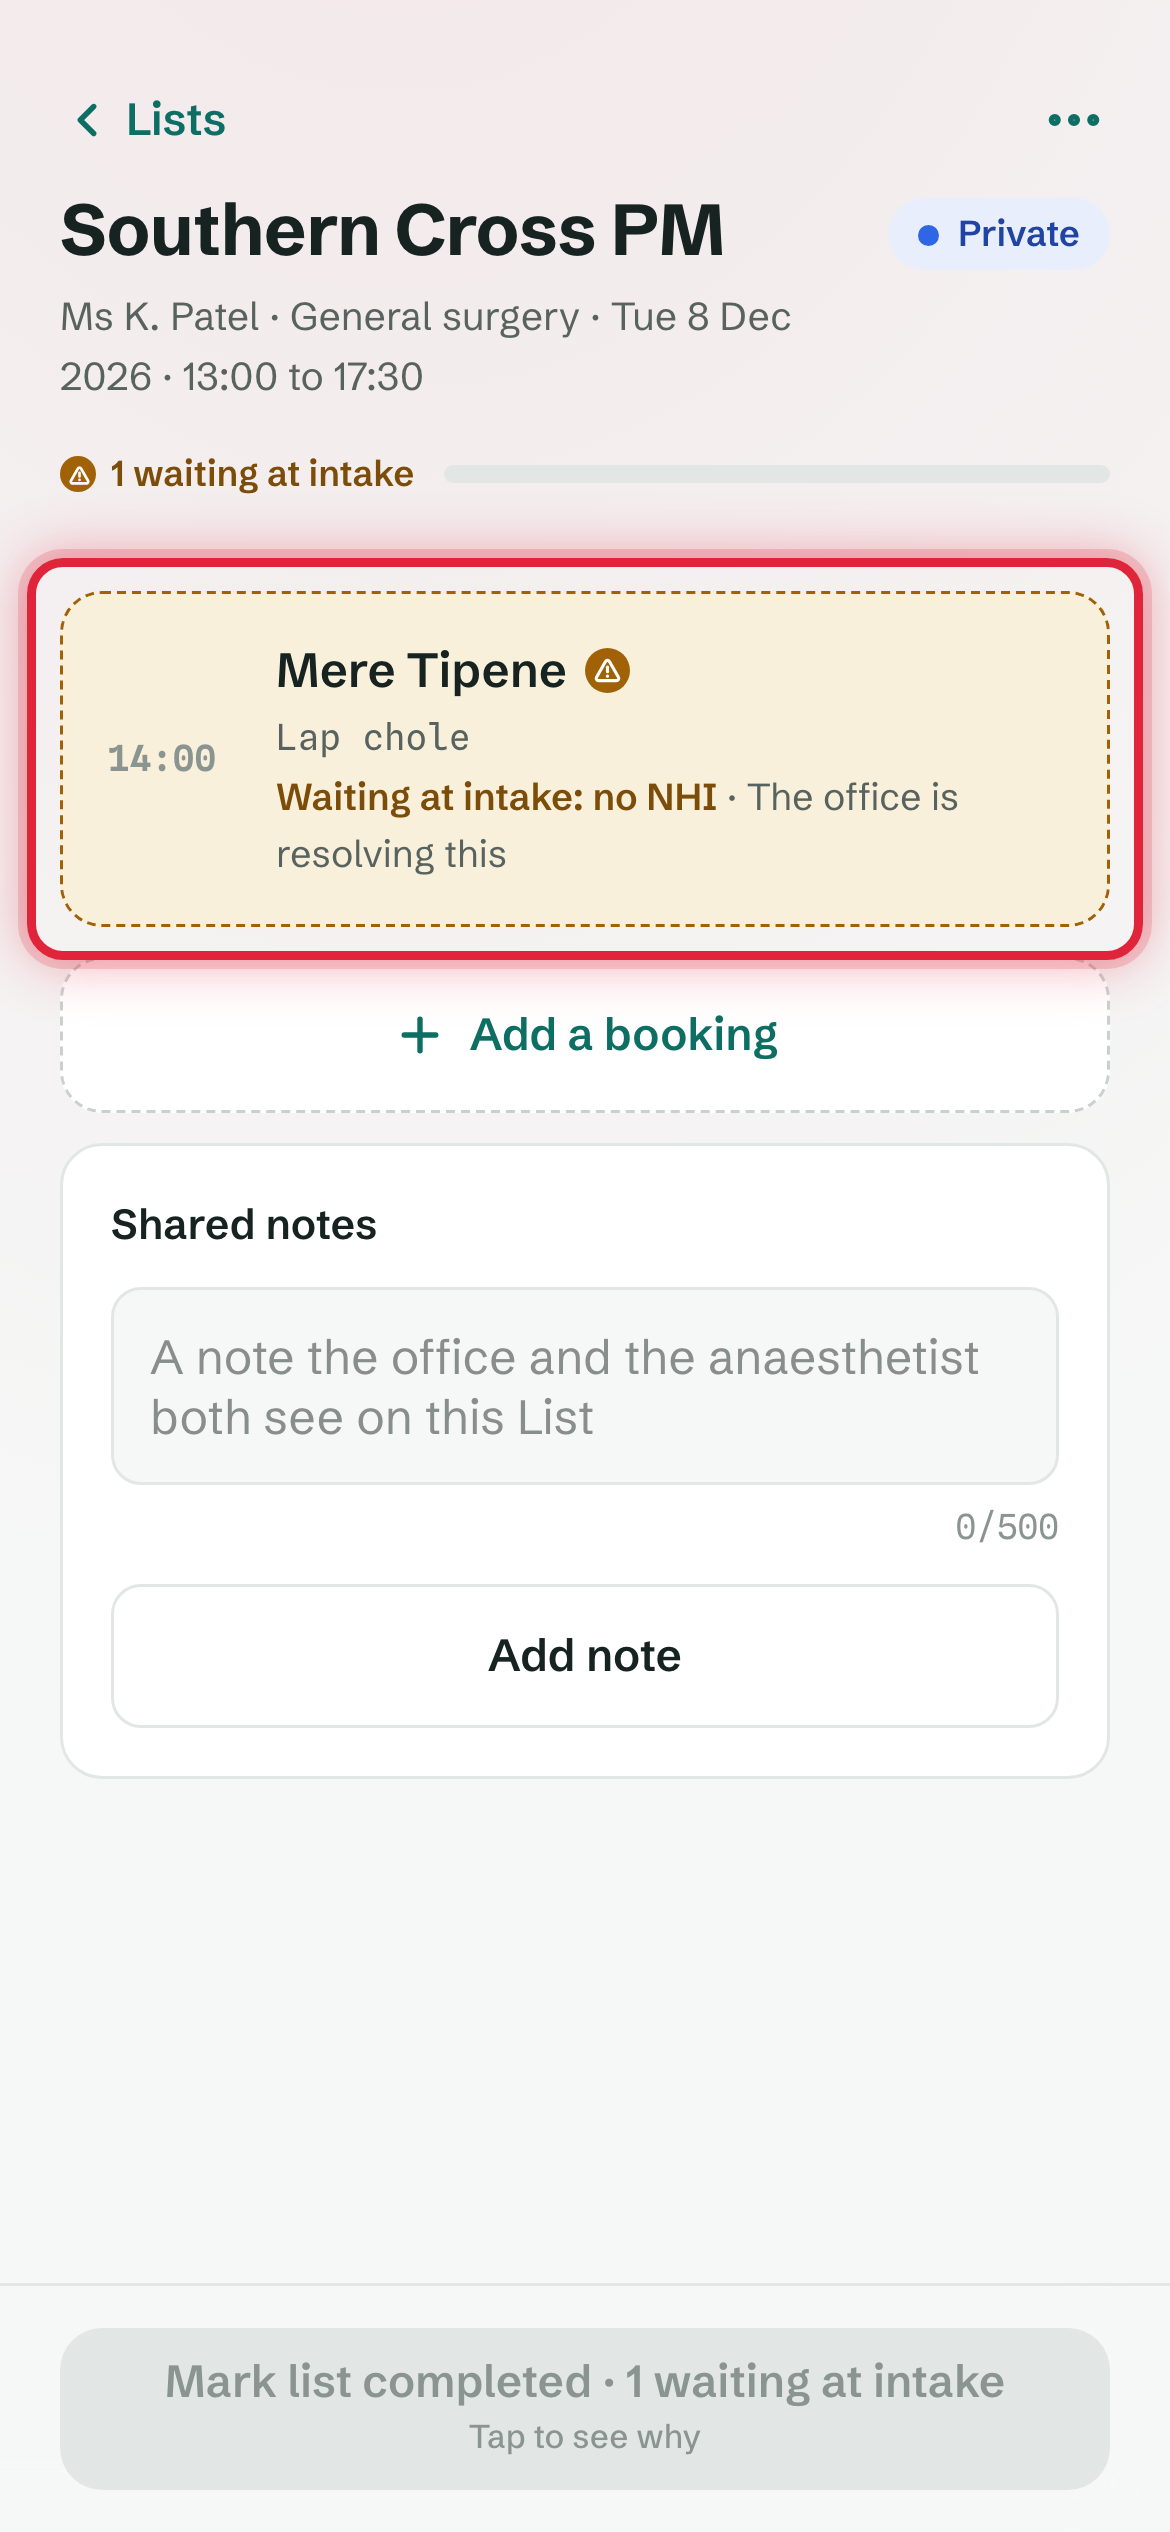 Lists
Southern Cross PM
Private
Ms K. Patel · General surgery · Tue 8 Dec
2026 · 13:00 to 17:30
1 waiting at intake
Mere Tipene
14:00
Lap chole
Waiting at intake: no NHI · The office is
resolving this
Add a booking
Shared notes
A note the office and the anaesthetist
both see on this List
0/500
Add note
Mark list completed · 1 waiting at intake
Tap to see why